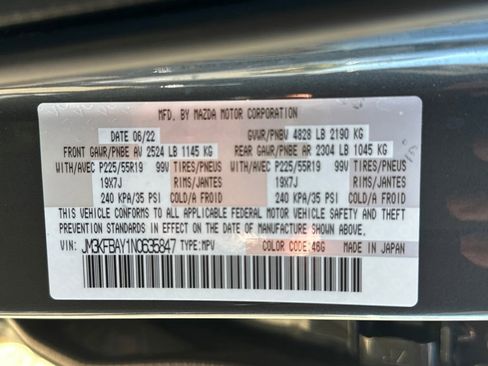 MFD. BY MAZDA MOTOR CORPORATION
DATE 06/22 GVWR/PNBV 4829 LB 2190 KG
FRONT GAWR/PNBE AV 2524 LB 1145 KG REAR GAWR/PNBE AR 2304 LB 1045 KG
WITH/AVEC P225/55R19 99V TIRES/PNEUS WITH/AVEC P225/55R19 99V TIRES/PNEUS
19X7J RIMS/JANTES 19X7J RIMS/JANTES
240 KPA/35 PSI COLD/A FROID 240 KPA/35 PSI COLD/A FROID
THIS VEHICLE CONFORMS TO ALL APPLICABLE FEDERAL MOTOR VEHICLE SAFETY, BUMPER, AND THEFT
PREVENTION STANDARDS IN EFFECT ON THE DATE OF MANUFACTURE SHOWN ABOVE.
VIN: JM3KFBAY1N0635847 TYPE:MPV COLOR CODE:46G MADE IN JAPAN